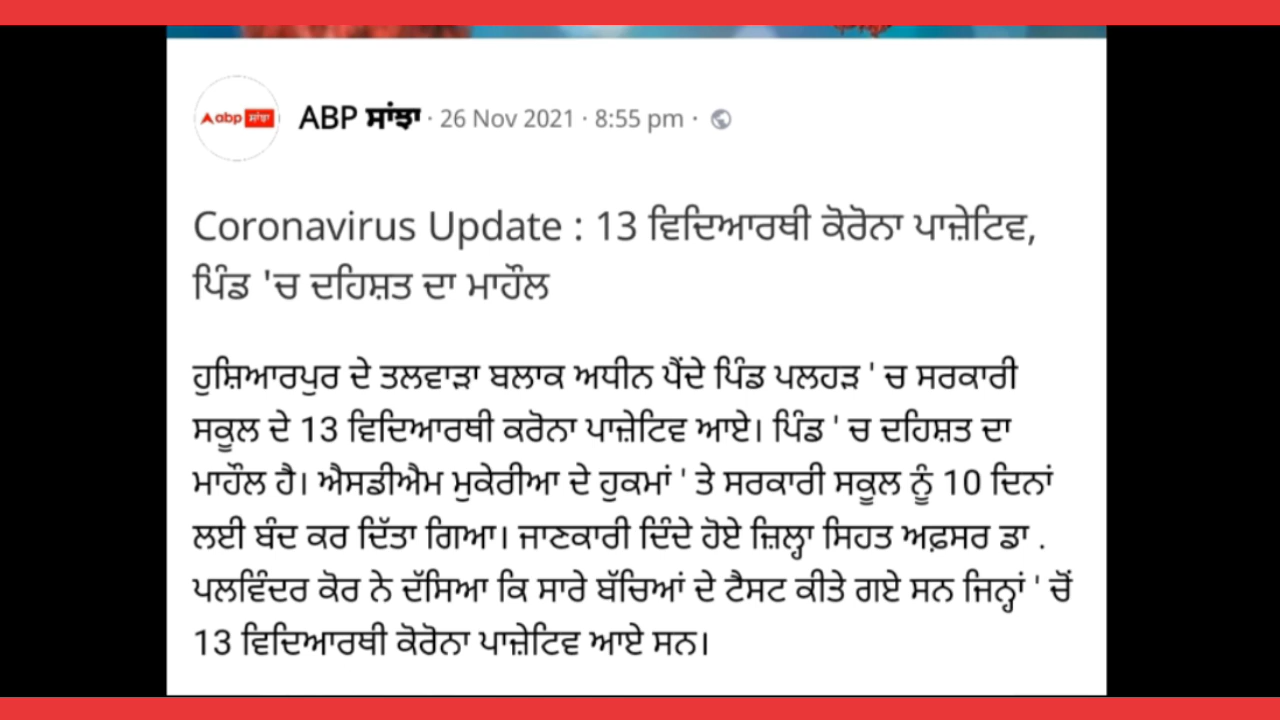 abp ਸਾਂਝਾ
ABP ਸਾਂਝਾ · 26 Nov 2021 · 8:55 pm ·
Coronavirus Update : 13 ਵਿਦਿਆਰਥੀ ਕੋਰੋਨਾ ਪਾਜ਼ੇਟਿਵ,
ਪਿੰਡ 'ਚ ਦਹਿਸ਼ਤ ਦਾ ਮਾਹੌਲ
ਹੁਸ਼ਿਆਰਪੁਰ ਦੇ ਤਲਵਾੜਾ ਬਲਾਕ ਅਧੀਨ ਪੈਂਦੇ ਪਿੰਡ ਪਲਹੜ ' ਚ ਸਰਕਾਰੀ
ਸਕੂਲ ਦੇ 13 ਵਿਦਿਆਰਥੀ ਕਰੋਨਾ ਪਾਜ਼ੇਟਿਵ ਆਏ। ਪਿੰਡ ' ਚ ਦਹਿਸ਼ਤ ਦਾ
ਮਾਹੌਲ ਹੈ। ਐਸਡੀਐਮ ਮੁਕੇਰੀਆ ਦੇ ਹੁਕਮਾਂ ' ਤੇ ਸਰਕਾਰੀ ਸਕੂਲ ਨੂੰ 10 ਦਿਨਾਂ
ਲਈ ਬੰਦ ਕਰ ਦਿੱਤਾ ਗਿਆ। ਜਾਣਕਾਰੀ ਦਿੰਦੇ ਹੋਏ ਜ਼ਿਲ੍ਹਾ ਸਿਹਤ ਅਫ਼ਸਰ ਡਾ .
ਪਲਵਿੰਦਰ ਕੋਰ ਨੇ ਦੱਸਿਆ ਕਿ ਸਾਰੇ ਬੱਚਿਆਂ ਦੇ ਟੈਸਟ ਕੀਤੇ ਗਏ ਸਨ ਜਿਨ੍ਹਾਂ ' ਚੋਂ
13 ਵਿਦਿਆਰਥੀ ਕੋਰੋਨਾ ਪਾਜ਼ੇਟਿਵ ਆਏ ਸਨ।